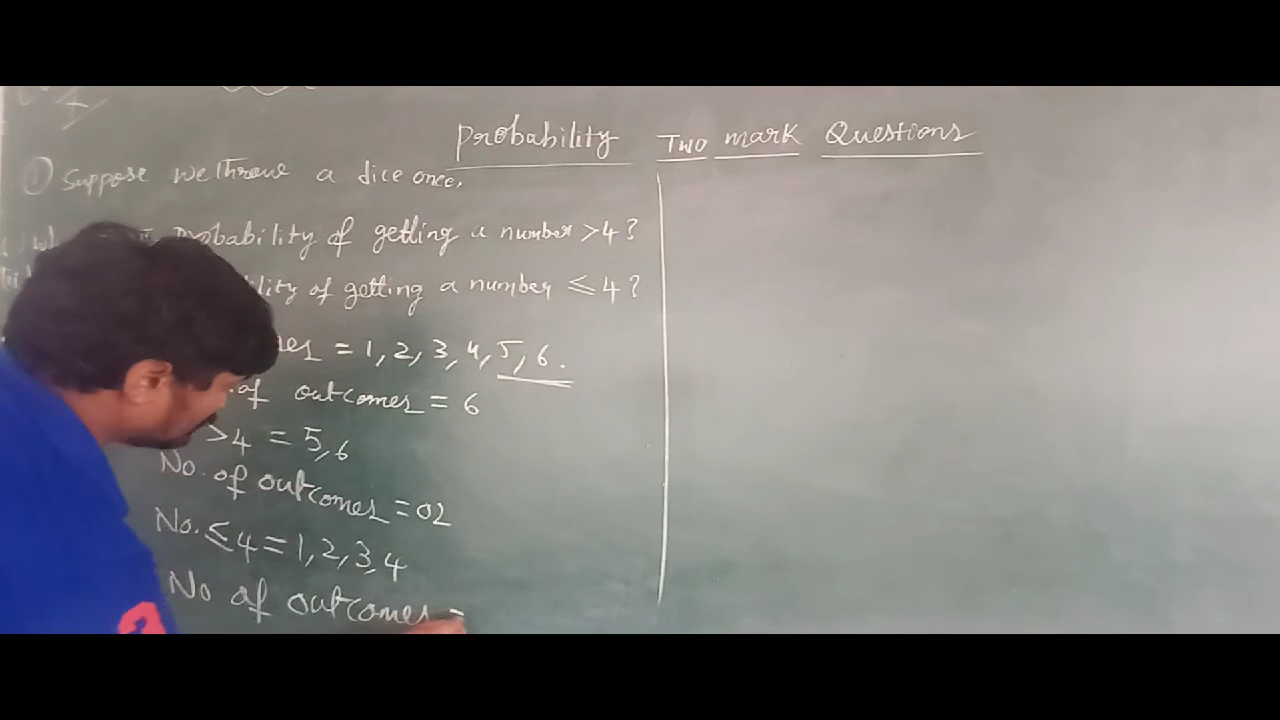 Probability Two mark Questions
① Suppose we throw a dice once.
Probability of getting a number >4?
of getting a number ≤ 4?
= 1, 2, 3, 4, 5, 6.
of outcomes = 6
>4 = 5, 6
No. of outcomes = 02
No. ≤ 4 = 1, 2, 3, 4
No of outcomes =